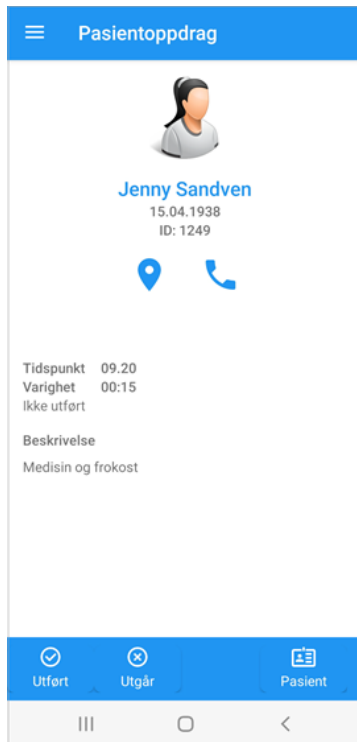 Pasientoppdrag
Jenny Sandven
15.04.1938
ID: 1249
Tidspunkt 09.20
Varighet 00:15
Ikke utført
Beskrivelse
Medisin og frokost
Utført Utgår Pasient